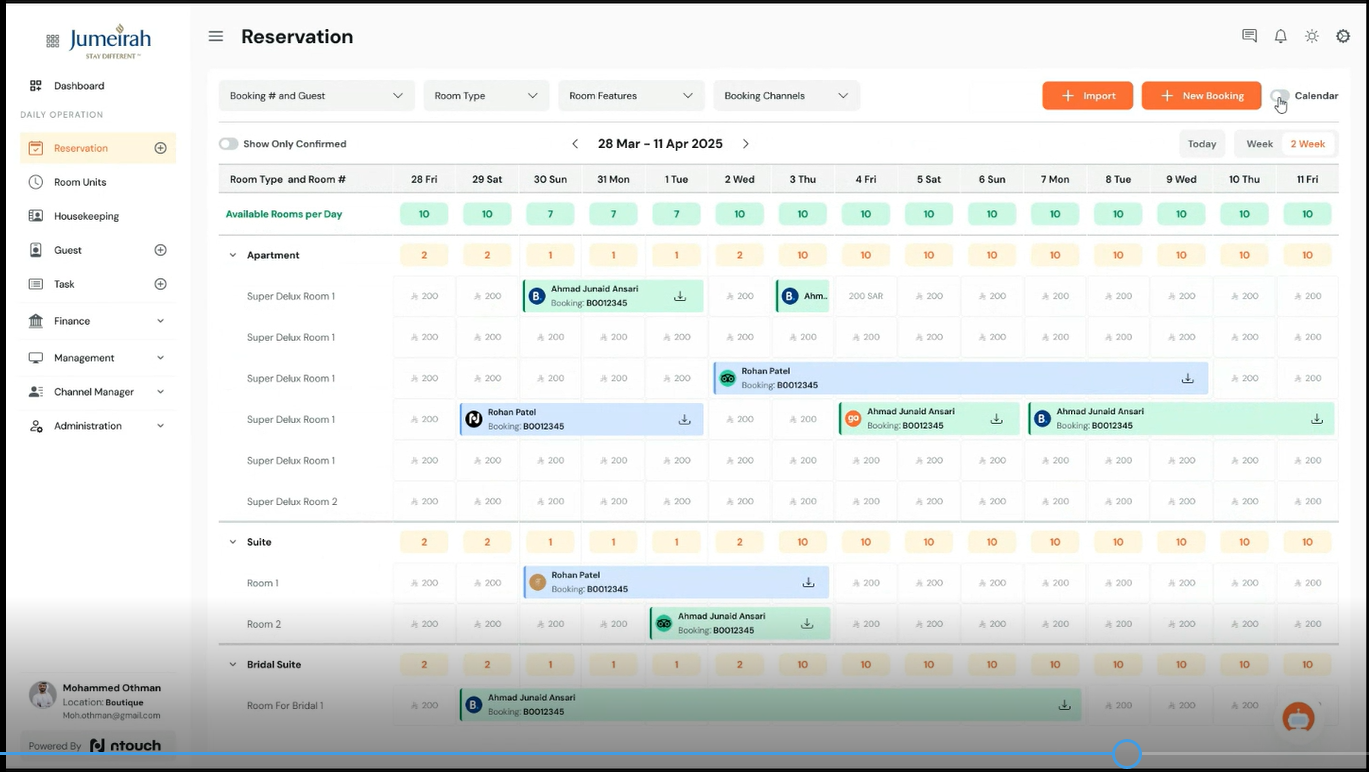 Jumeirah
STAY DIFFERENT™
Reservation
Dashboard
DAILY OPERATION
Reservation
Room Units
Housekeeping
Guest
Task
Finance
Management
Channel Manager
Administration
Mohammed Othman
Location: Boutique
Moh.othman@gmail.com
Powered By ntouch
Booking # and Guest Room Type Room Features Booking Channels + Import + New Booking Calendar
Show Only Confirmed 28 Mar - 11 Apr 2025 Today Week 2 Week
Room Type and Room # 28 Fri 29 Sat 30 Sun 31 Mon 1 Tue 2 Wed 3 Thu 4 Fri 5 Sat 6 Sun 7 Mon 8 Tue 9 Wed 10 Thu 11 Fri
Available Rooms per Day 10 10 7 7 7 10 10 10 10 10 10 10 10 10 10
Apartment 2 2 1 1 1 2 10 10 10 10 10 10 10 10 10
Super Delux Room 1 200 200 B. Ahmad Junaid Ansari 200 B. Ahm.. 200 SAR 200 200 200 200 200 200 200
Booking: B0012345
Super Delux Room 1 200 200 200 200 200 200 200 200 200 200 200 200 200 200 200
Super Delux Room 1 200 200 200 200 200 Rohan Patel 200 200
Booking: B0012345
Super Delux Room 1 200 Rohan Patel 200 200 go Ahmad Junaid Ansari B. Ahmad Junaid Ansari
Booking: B0012345 Booking: B0012345 Booking: B0012345
Super Delux Room 1 200 200 200 200 200 200 200 200 200 200 200 200 200 200 200
Super Delux Room 2 200 200 200 200 200 200 200 200 200 200 200 200 200 200 200
Suite 2 2 1 1 1 2 10 10 10 10 10 10 10 10 10
Room 1 200 200 Rohan Patel 200 200 200 200 200 200 200 200
Booking: B0012345
Room 2 200 200 200 200 Ahmad Junaid Ansari 200 200 200 200 200 200 200 200
Booking: B0012345
Bridal Suite 2 2 1 1 1 2 10 10 10 10 10 10 10 10 10
Room For Bridal 1 200 B. Ahmad Junaid Ansari 200 200 200
Booking: B0012345